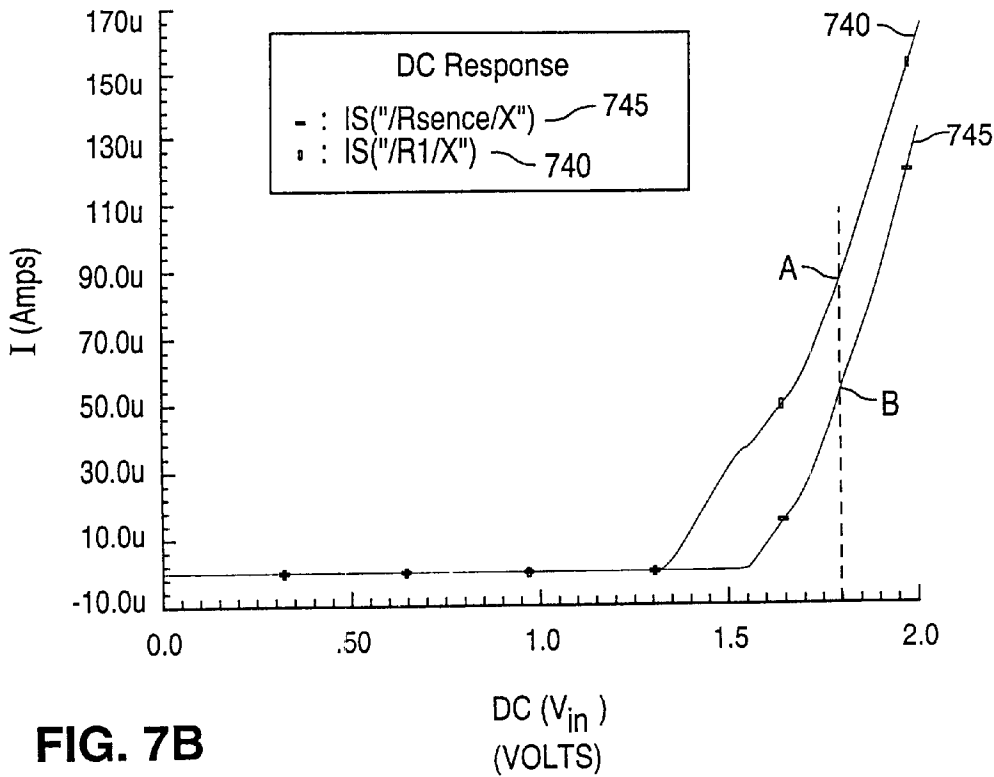 170u
150u
130u
110u
90.0u
70.0u
50.0u
30.0u
10.0u
-10.0u
I (Amps)
DC Response
- : IS("/Rsence/X") 745
▯ : IS("/R1/X") 740
740
745
A
B
0.0 .50 1.0 1.5 2.0
DC (Vin )
(VOLTS)
FIG. 7B